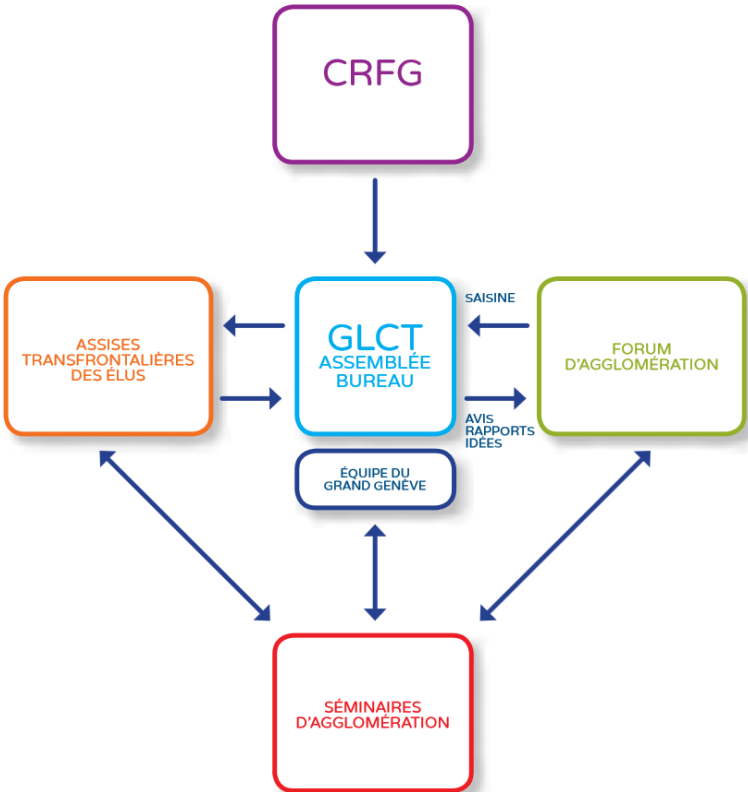 CRFG
ASSISES
TRANSFRONTALIÈRES
DES ÉLUS
GLCT
ASSEMBLÉE
BUREAU
SAISINE
AVIS
RAPPORTS
IDÉES
FORUM
D'AGGLOMÉRATION
ÉQUIPE DU
GRAND GENÈVE
SÉMINAIRES
D'AGGLOMÉRATION